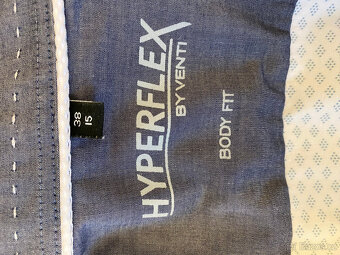 HYPERFLEX
BY VENTI
BODY FIT
38
15